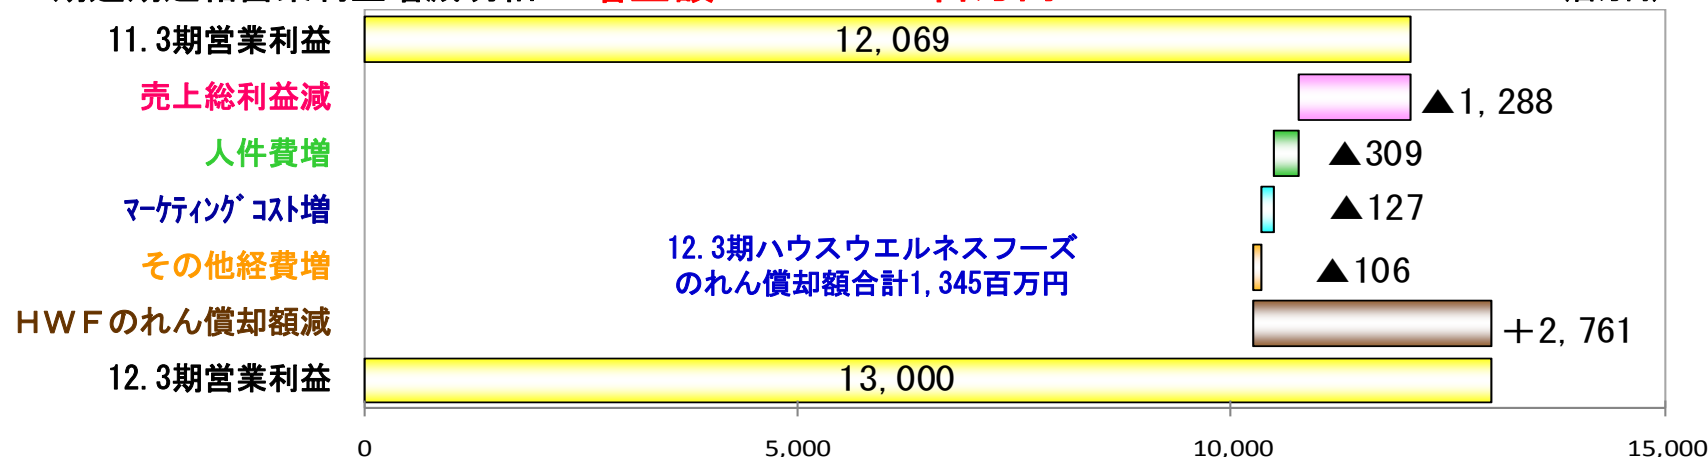 11.3期営業利益
12,069
売上総利益減
▲1,288
人件費増
▲309
ﾏｰｹﾃｨﾝｸﾞｺｽﾄ増
▲127
その他経費増
▲106
12.3期ハウスウエルネスフーズ
のれん償却額合計1,345百万円
ＨＷＦのれん償却額減
＋2,761
12.3期営業利益
13,000
0
5,000
10,000
15,000